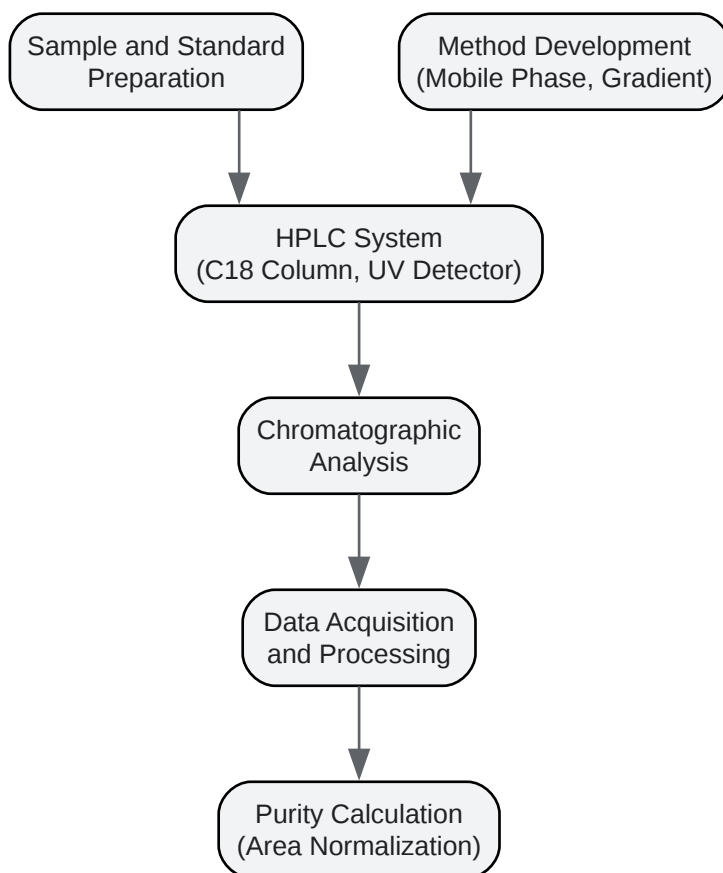 Sample and Standard
Preparation
Method Development
(Mobile Phase, Gradient)
HPLC System
(C18 Column, UV Detector)
Chromatographic
Analysis
Data Acquisition
and Processing
Purity Calculation
(Area Normalization)